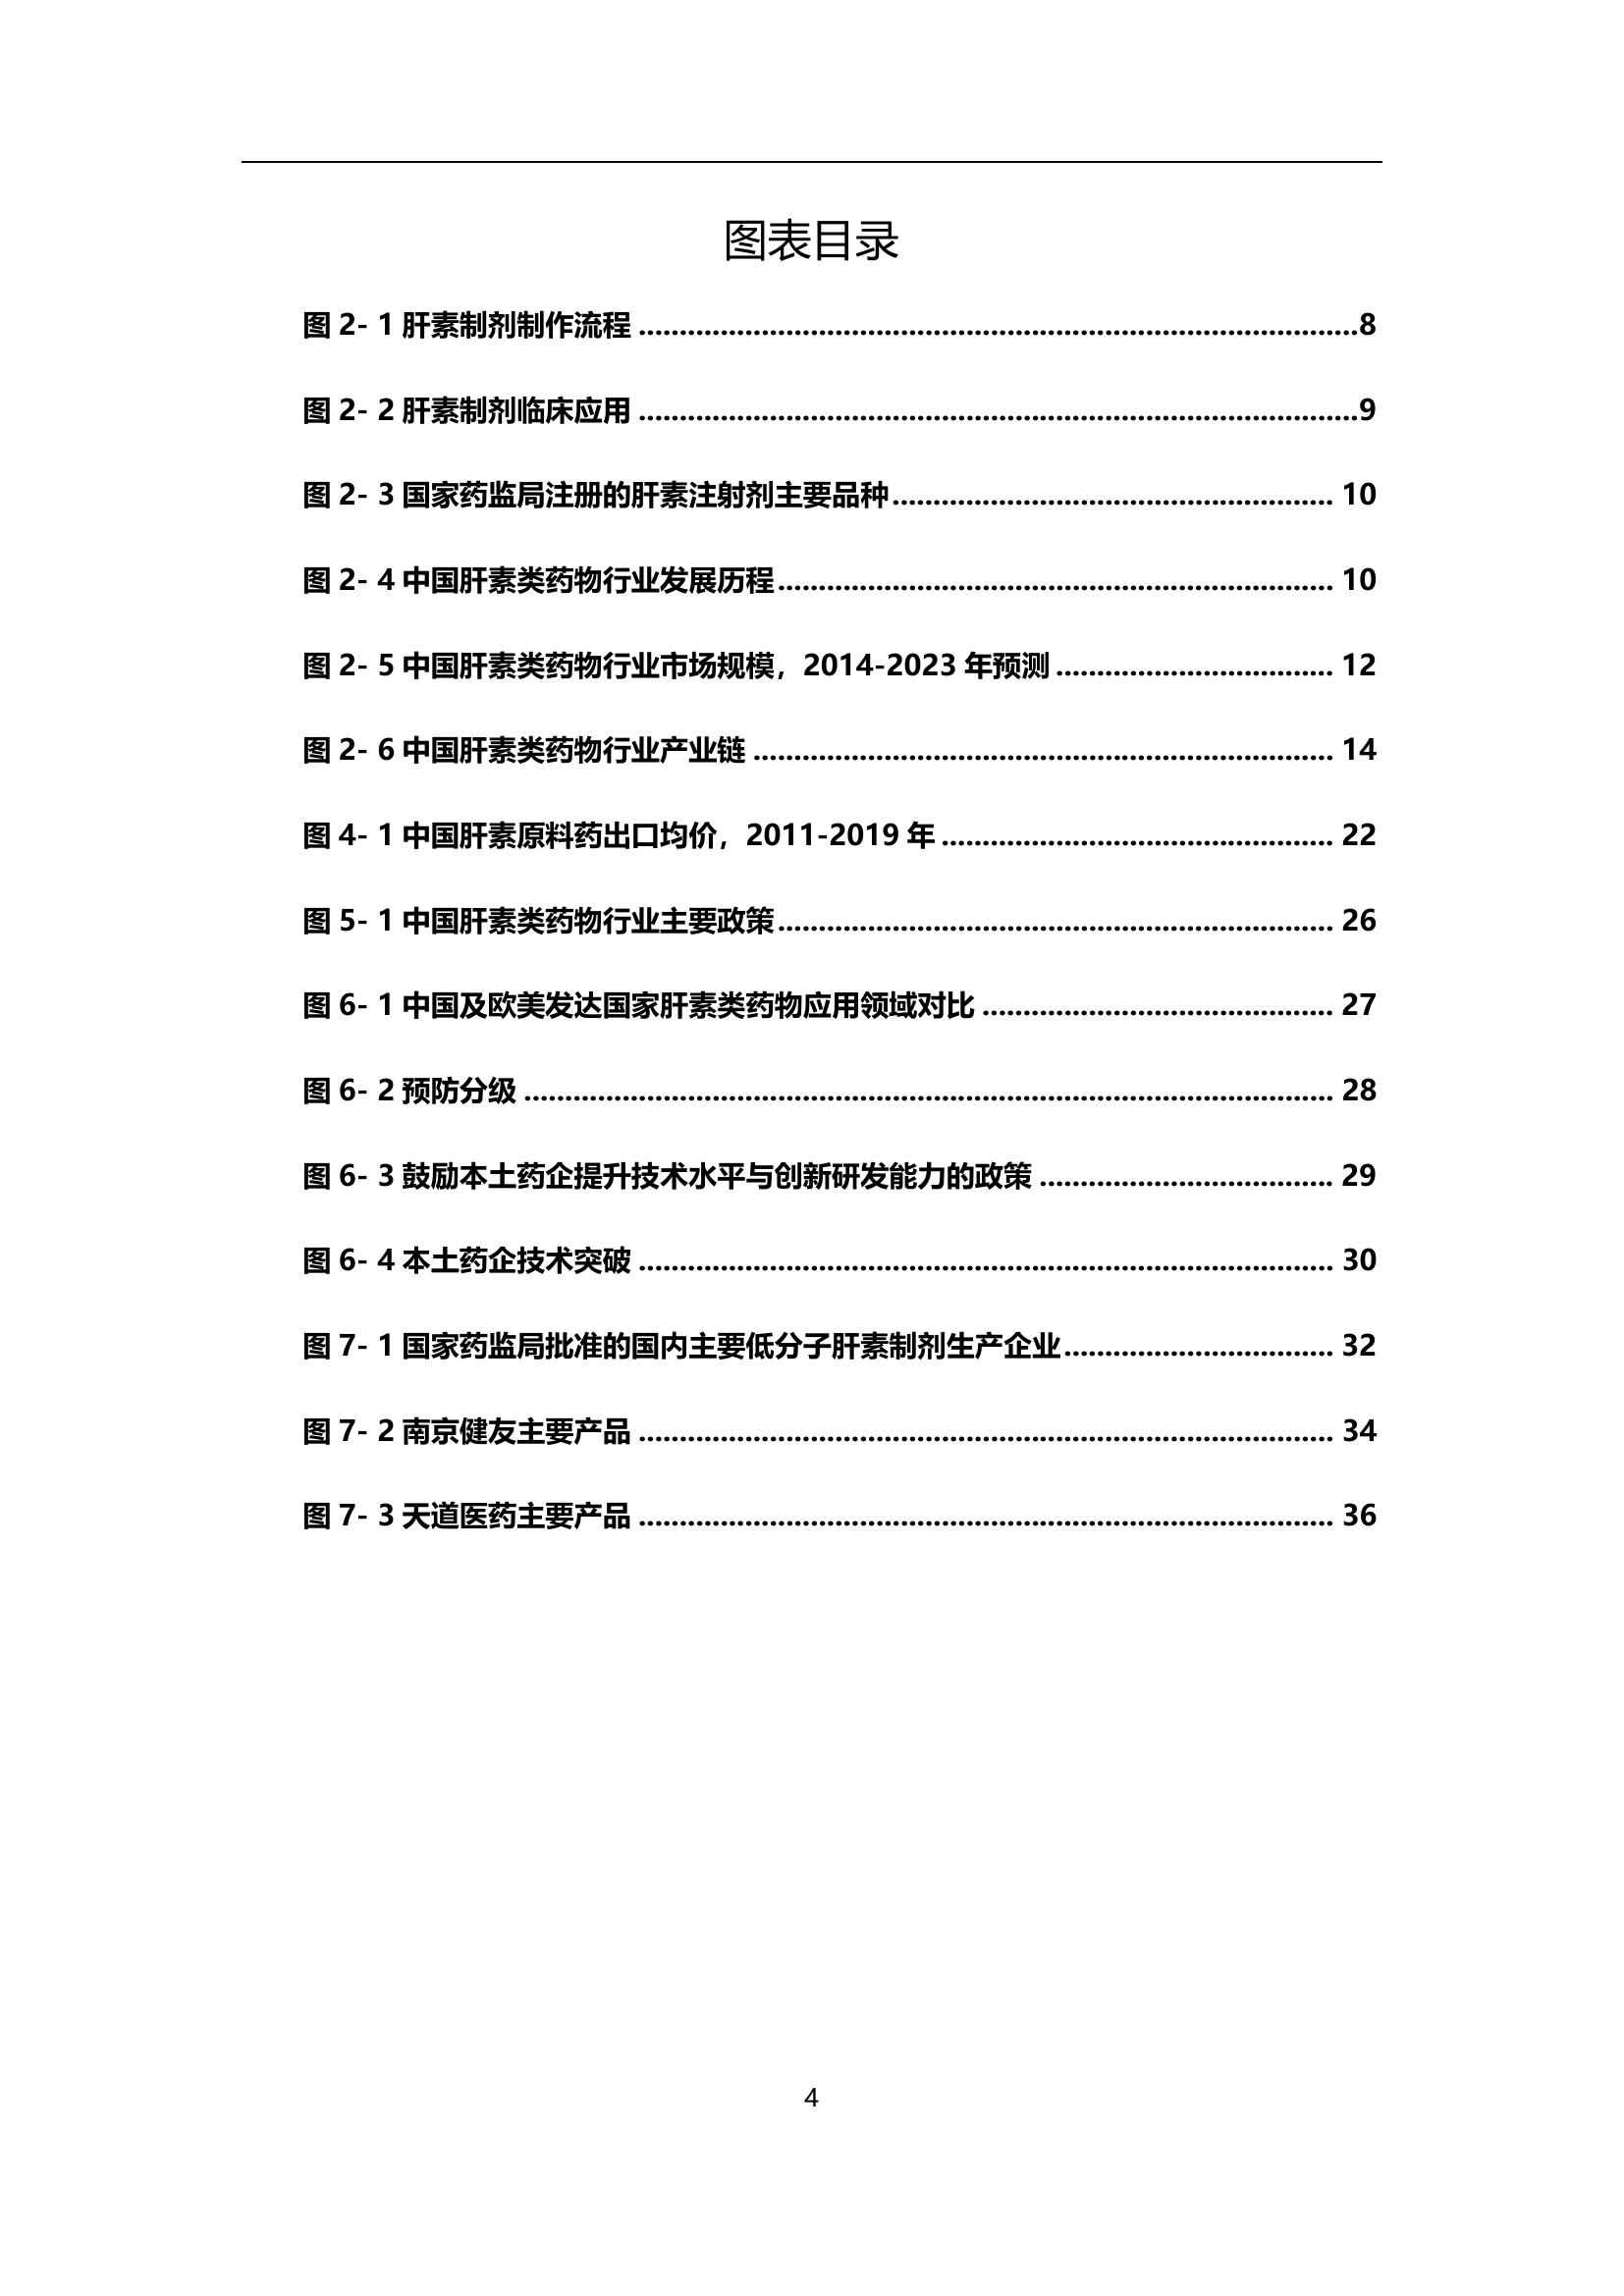 图表目录
图 2- 1 肝素制剂制作流程 ........................................................................................8
图 2- 2 肝素制剂临床应用 ........................................................................................9
图 2- 3 国家药监局注册的肝素注射剂主要品种...................................................... 10
图 2- 4 中国肝素类药物行业发展历程.................................................................... 10
图 2- 5 中国肝素类药物行业市场规模，2014-2023 年预测 .................................. 12
图 2- 6 中国肝素类药物行业产业链 ....................................................................... 14
图 4- 1 中国肝素原料药出口均价，2011-2019 年 ................................................ 22
图 5- 1 中国肝素类药物行业主要政策.................................................................... 26
图 6- 1 中国及欧美发达国家肝素类药物应用领域对比 ........................................... 27
图 6- 2 预防分级 ................................................................................................... 28
图 6- 3 鼓励本土药企提升技术水平与创新研发能力的政策 .................................... 29
图 6- 4 本土药企技术突破 ..................................................................................... 30
图 7- 1 国家药监局批准的国内主要低分子肝素制剂生产企业................................. 32
图 7- 2 南京健友主要产品 ..................................................................................... 34
图 7- 3 天道医药主要产品 ..................................................................................... 36
4